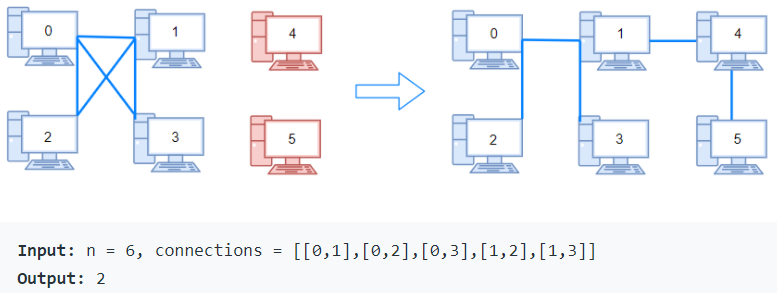 0 1 4 0 1 4
2 3 5 2 3 5
Input: n = 6, connections = [[0,1],[0,2],[0,3],[1,2],[1,3]]
Output: 2